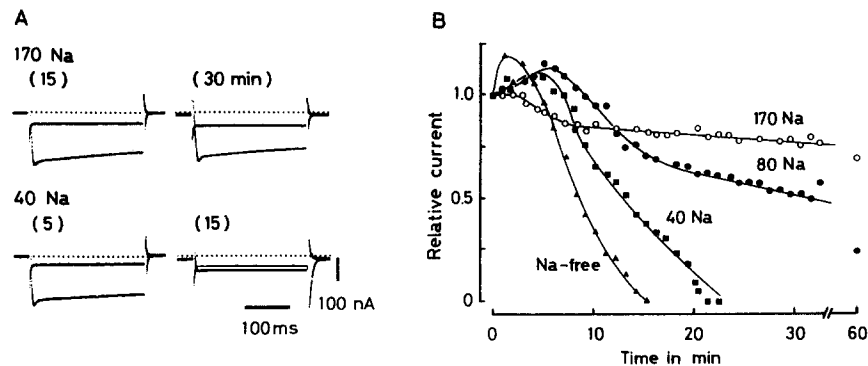 A
170 Na
(15)
(30 min)
40 Na
(5)
(15)
100 nA
100ms
B
Relative current
1.0
0.5
0
170 Na
80 Na
40 Na
Na-free
0
10
20
30
60
Time in min